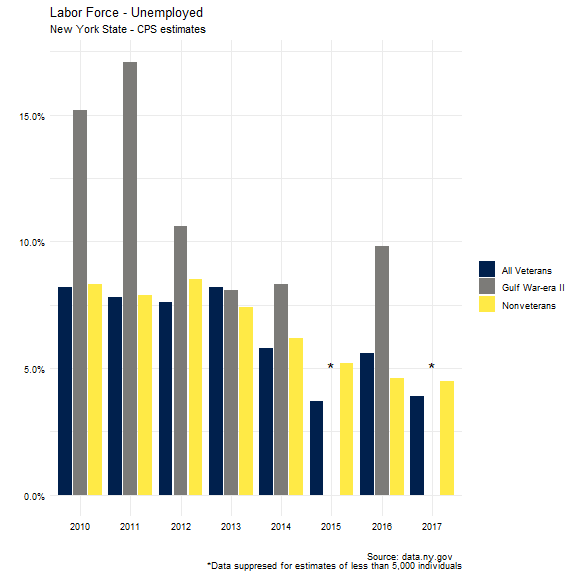 Labor Force - Unemployed
New York State - CPS estimates
15.0%
10.0%
5.0%
0.0%
*
*
2010 2011 2012 2013 2014 2015 2016 2017
All Veterans
Gulf War-era II
Nonveterans
Source: data.ny.gov
*Data suppresed for estimates of less than 5,000 individuals